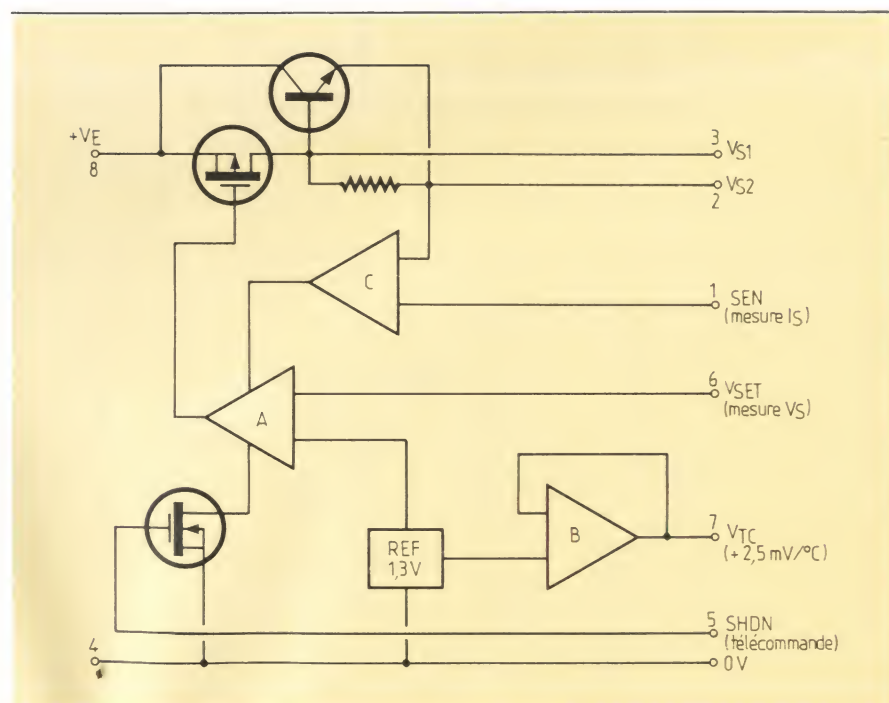 +VE
8
3
VS1
VS2
2
C
1
SEN
(mesure IS)
6
VSET
(mesure VS)
A
REF
1,3V
B
7
VTC
(+ 2,5 mV/°C)
5
SHDN
(télécommande)
4
0V